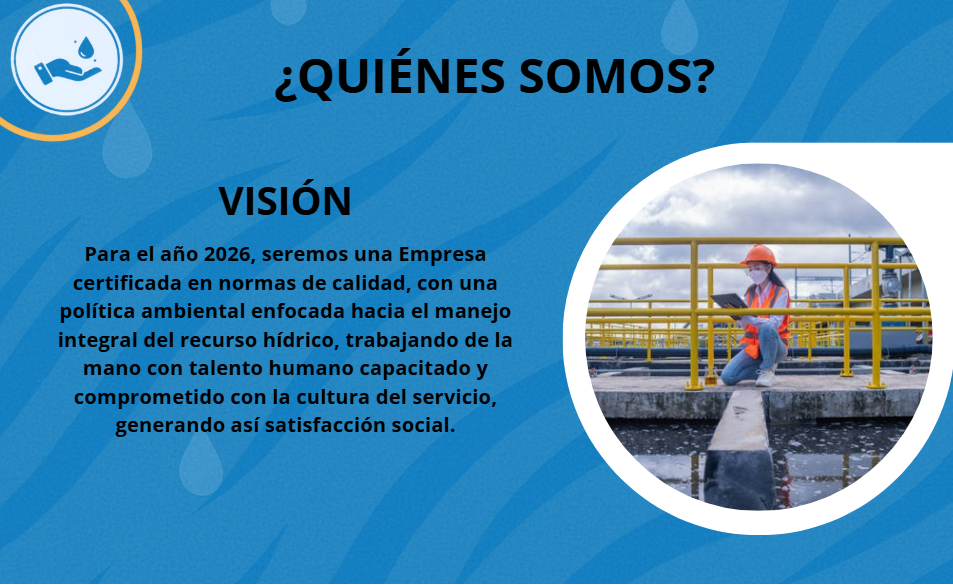 ¿QUIÉNES SOMOS?
VISIÓN
Para el año 2026, seremos una Empresa
certificada en normas de calidad, con una
política ambiental enfocada hacia el manejo
integral del recurso hídrico, trabajando de la
mano con talento humano capacitado y
comprometido con la cultura del servicio,
generando así satisfacción social.